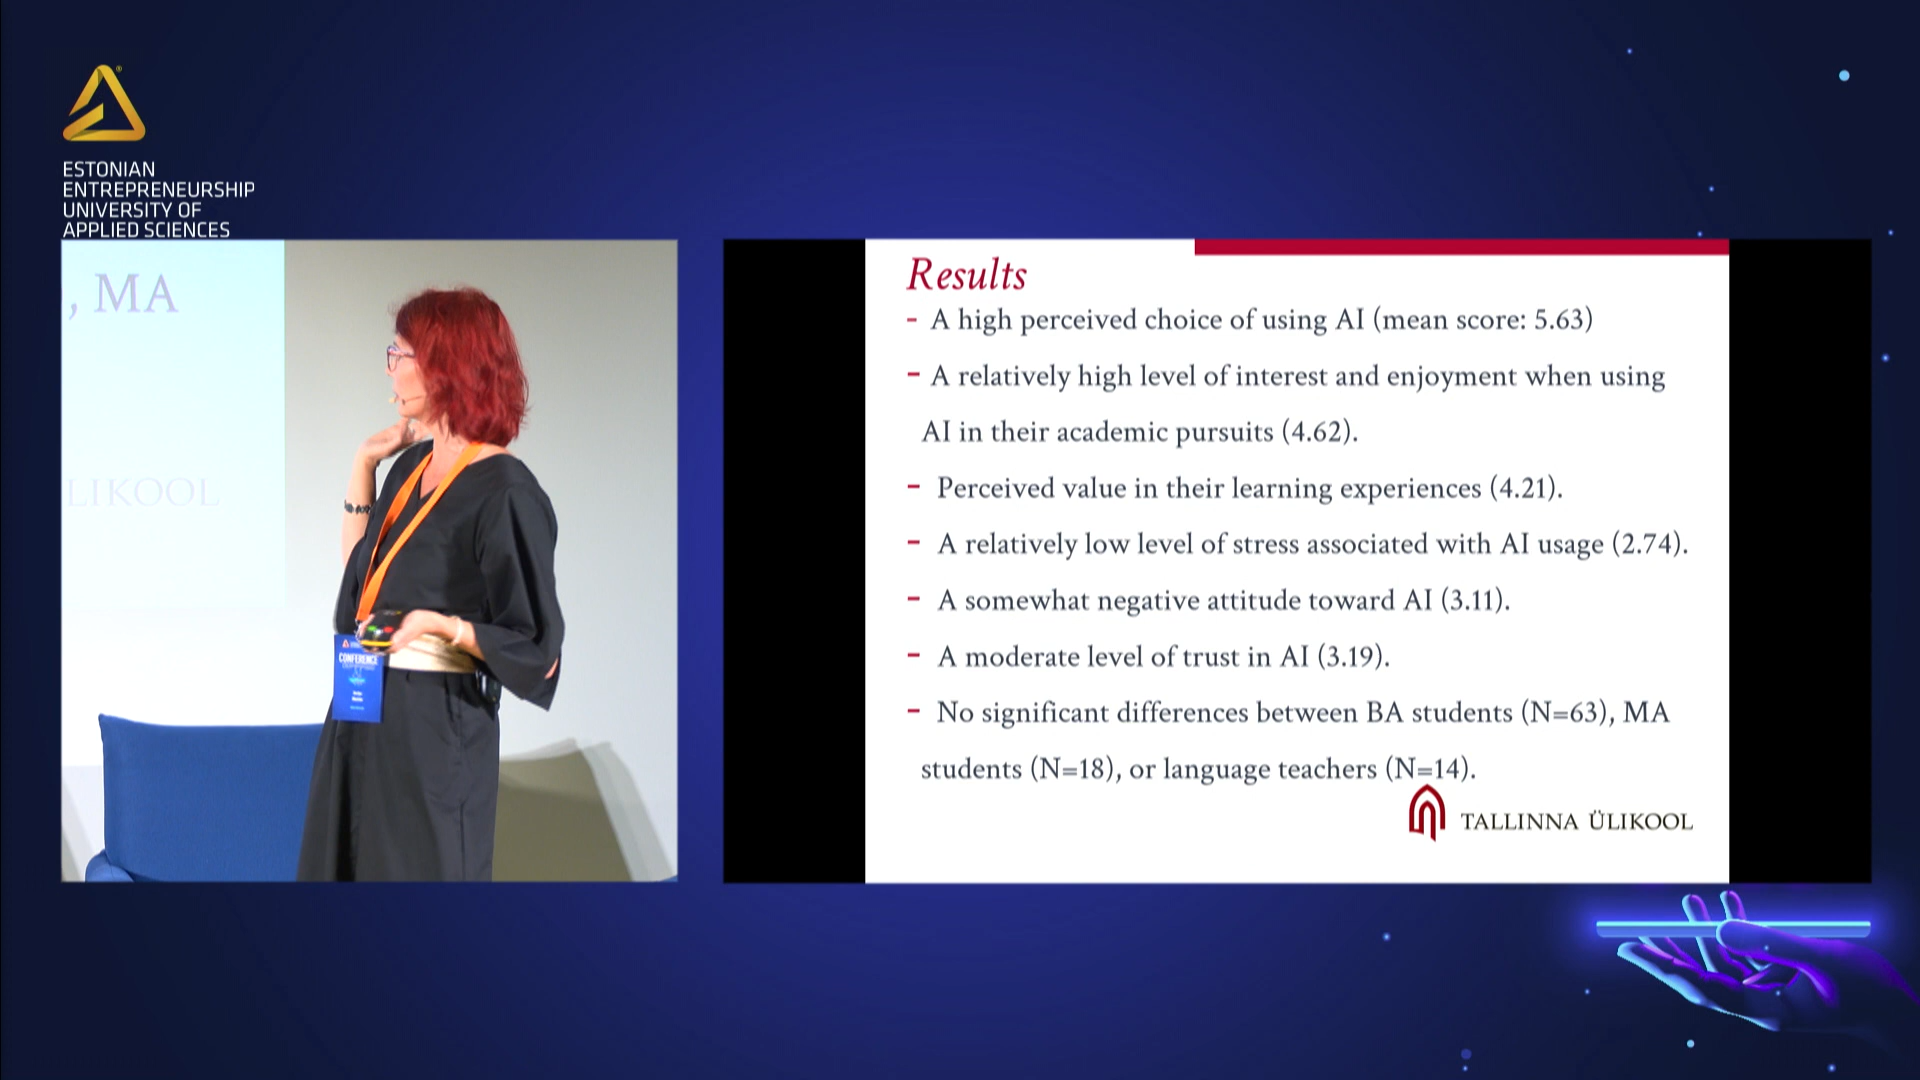 ESTONIAN
ENTREPRENEURSHIP
UNIVERSITY OF
APPLIED SCIENCES
, MA
LIKOOL
CONFERENCE
Results
- A high perceived choice of using AI (mean score: 5.63)
- A relatively high level of interest and enjoyment when using
AI in their academic pursuits (4.62).
- Perceived value in their learning experiences (4.21).
- A relatively low level of stress associated with AI usage (2.74).
- A somewhat negative attitude toward AI (3.11).
- A moderate level of trust in AI (3.19).
- No significant differences between BA students (N=63), MA
students (N=18), or language teachers (N=14).
TALLINNA ÜLIKOOL